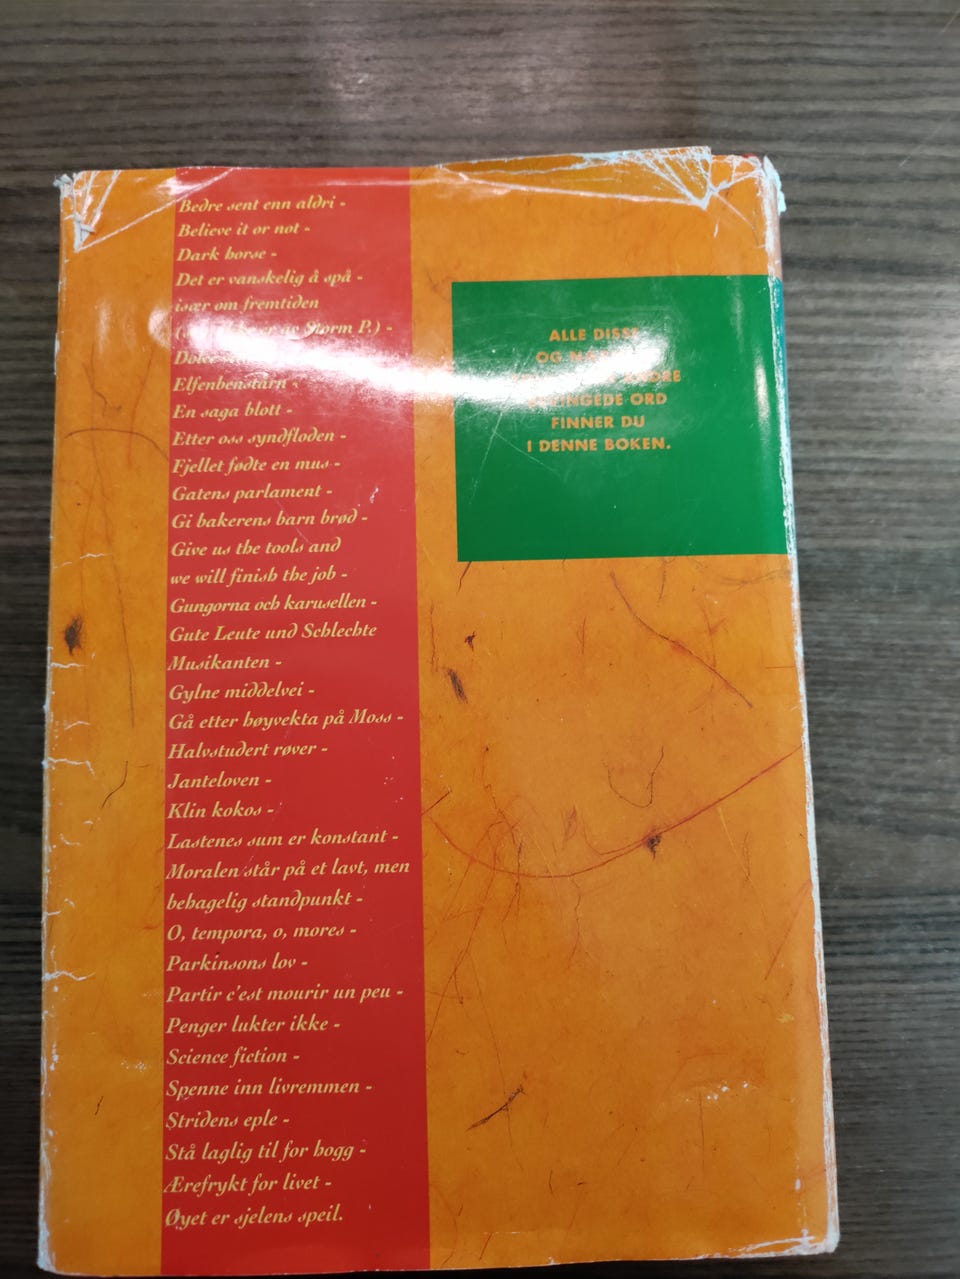 Bedre sent enn aldri -
Believe it or not -
Dark horse -
Det er vanskelig å spå -
især om fremtiden
Storm P.) -
Elfenbenstårn -
En saga blott -
Etter oss syndfloden -
Fjellet fødte en mus -
Gatens parlament -
Gi bakerens barn brød -
Give us the tools and
we will finish the job -
Gungorna och karusellen -
Gute Leute und Schlechte
Musikanten -
Gylne middelvei -
Gå etter høyvekta på Moss -
Halvstudert røver -
Janteloven -
Klin kokos -
Lastenes sum er konstant -
Moralen står på et lavt, men
behagelig standpunkt -
O, tempora, o, mores -
Parkinsons lov -
Partir c'est mourir un peu -
Penger lukter ikke -
Science fiction -
Spenne inn livremmen -
Stridens eple -
Stå laglig til for hogg -
Ærefrykt for livet -
Øyet er sjelens speil.
ALLE DISSE
OG
ORD
FINNER DU
I DENNE BOKEN.